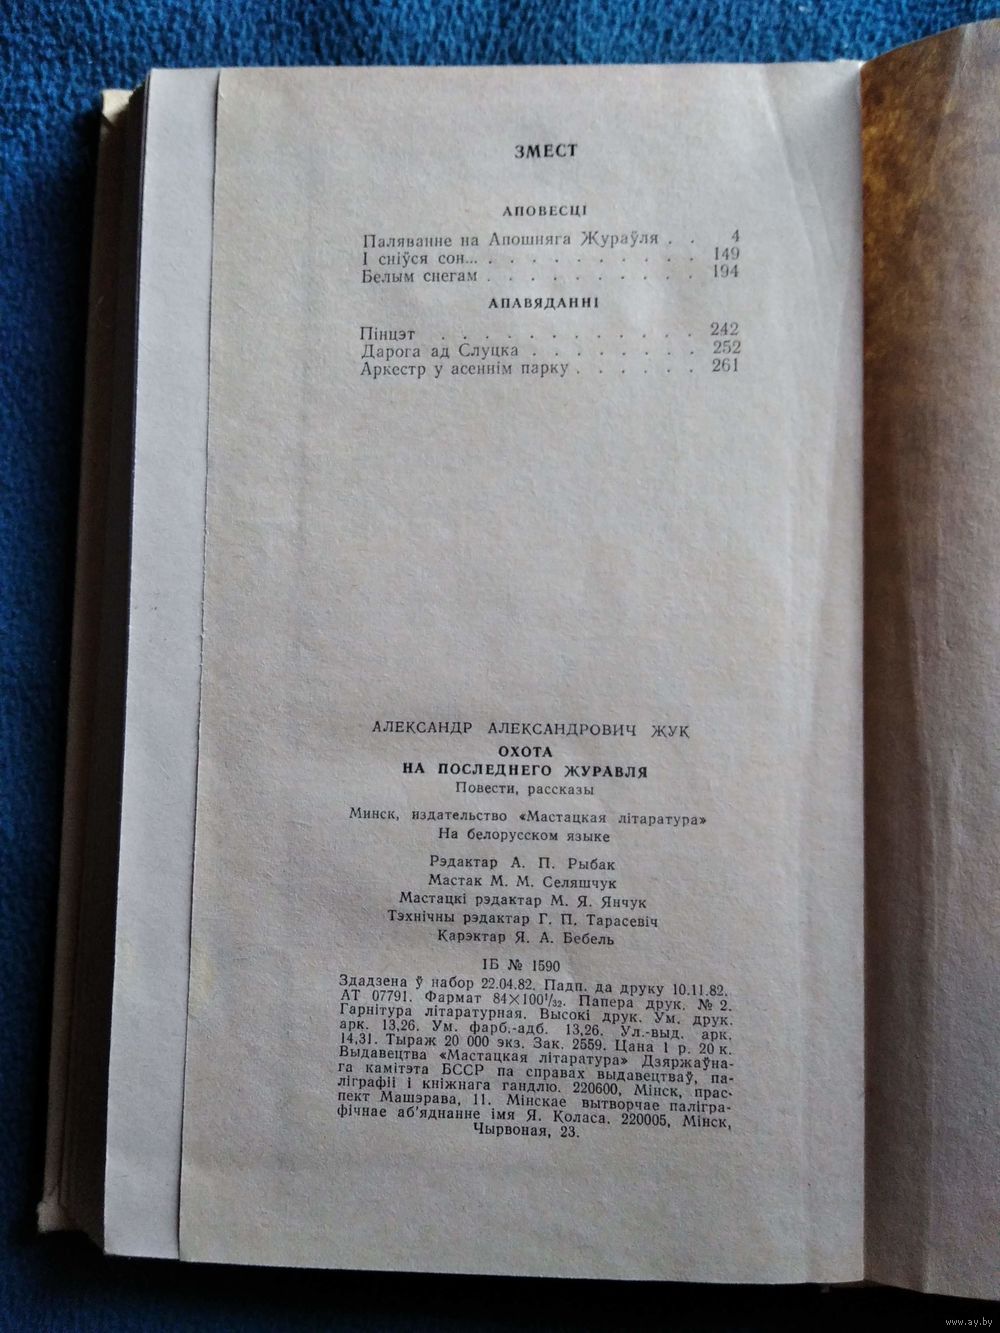 ЗМЕСТ
АПОВЕСЦІ
Паляванне на Апошняга Жураўля . . 4
І сніўся сон... . . . . . . . . . . . 149
Белым снегам . . . . . . . . . . 194
АПАВЯДАННІ
Пінцэт . . . . . . . . . . . . 242
Дарога ад Слуцка . . . . . . . . 252
Аркестр у асеннім парку . . . . . . 261
АЛЕКСАНДР АЛЕКСАНДРОВИЧ ЖУК
ОХОТА
НА ПОСЛЕДНЕГО ЖУРАВЛЯ
Повести, рассказы
Минск, издательство «Мастацкая літаратура»
На белорусском языке
Рэдактар А. П. Рыбак
Мастак М. М. Селяшчук
Мастацкі рэдактар М. Я. Янчук
Тэхнічны рэдактар Г. П. Тарасевіч
Карэктар Я. А. Бебель
ІБ № 1590
Здадзена ў набор 22.04.82. Падп. да друку 10.11.82.
АТ 07791. Фармат 84×100¹/₃₂. Папера друк. № 2.
Гарнітура літаратурная. Высокі друк. Ум. друк.
арк. 13,26. Ум. фарб.-адб. 13,26. Ул.-выд. арк.
14,31. Тыраж 20 000 экз. Зак. 2559. Цана 1 р. 20 к.
Выдавецтва «Мастацкая літаратура» Дзяржаўна-
га камітэта БССР па справах выдавецтваў, па-
ліграфіі і кніжнага гандлю. 220600, Мінск, прас-
пект Машэрава, 11. Мінскае вытворчае палігра-
фічнае аб'яднанне імя Я. Коласа. 220005, Мінск,
Чырвоная, 23.
www.ay.by